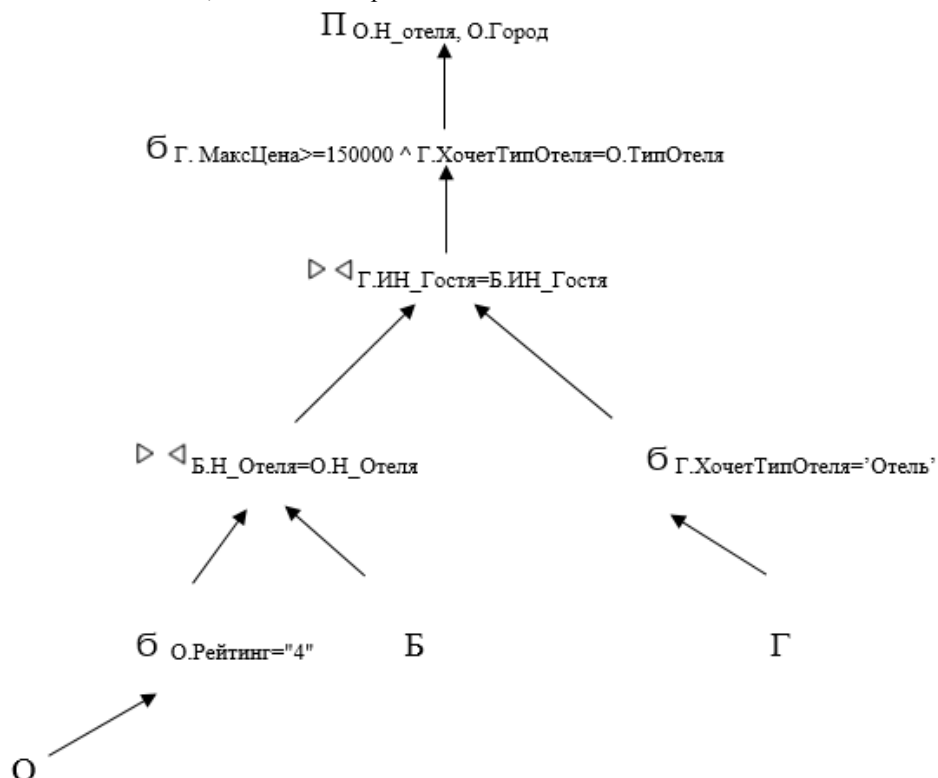 П О.Н_отеля, О.Город
б Г. МаксЦена>=150000 ^ Г.ХочетТипОтеля=О.ТипОтеля
▷◁ Г.ИН_Гостя=Б.ИН_Гостя
▷◁ Б.Н_Отеля=О.Н_Отеля
б Г.ХочетТипОтеля=’Отель’
б О.Рейтинг="4"
Б
Г
О